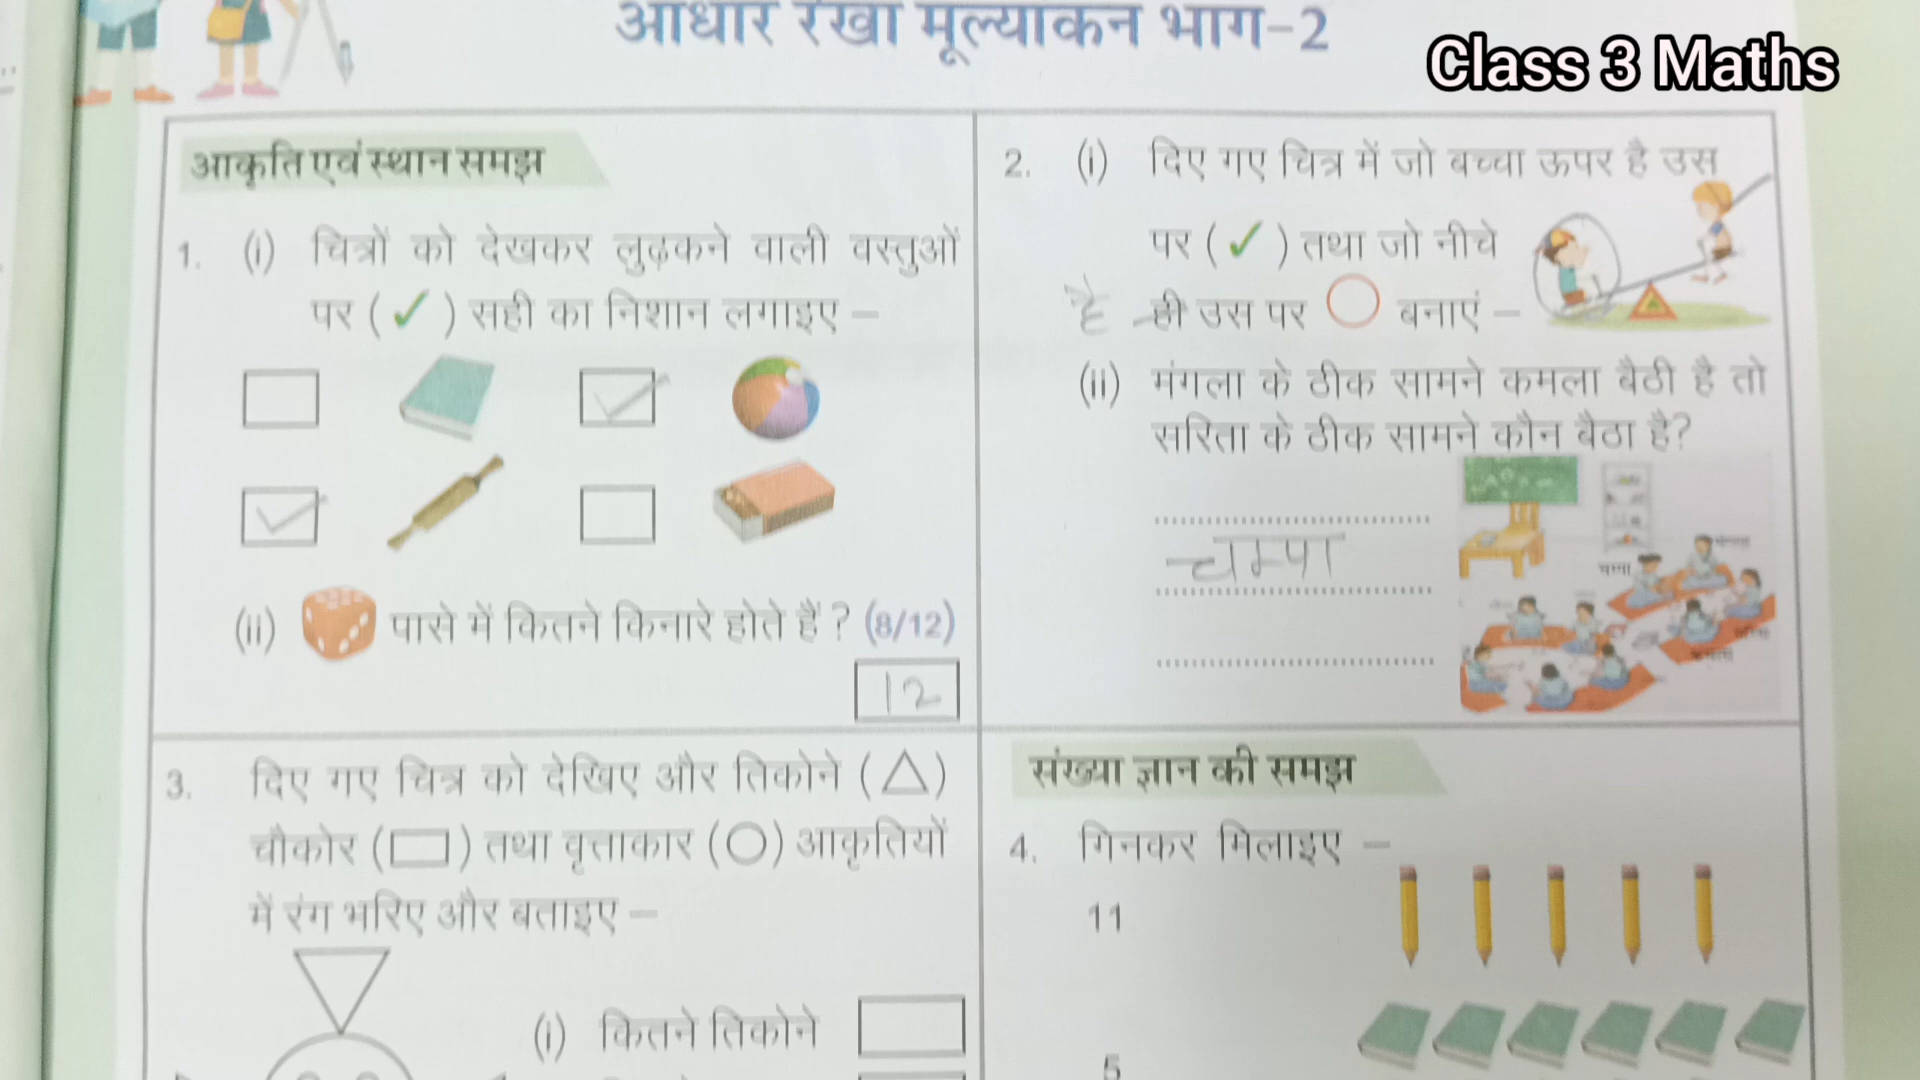 आधार रेखा मूल्यांकन भाग-2
Class 3 Maths
आकृति एवं स्थान समझ
1. (i) चित्रों को देखकर लुढ़कने वाली वस्तुओं
पर ( ✓ ) सही का निशान लगाइए –
(ii) पासे में कितने किनारे होते हैं ? (8/12)
12
2. (i) दिए गए चित्र में जो बच्चा ऊपर है उस
पर ( ✓ ) तथा जो नीचे
है ही उस पर ○ बनाएं –
(ii) मंगला के ठीक सामने कमला बैठी है तो
सरिता के ठीक सामने कौन बैठा है?
चम्पा
चम्पा
3. दिए गए चित्र को देखिए और तिकोने (△)
चौकोर (▭) तथा वृत्ताकार (○) आकृतियों
में रंग भरिए और बताइए –
(i) कितने तिकोने
संख्या ज्ञान की समझ
4. गिनकर मिलाइए –
11
5